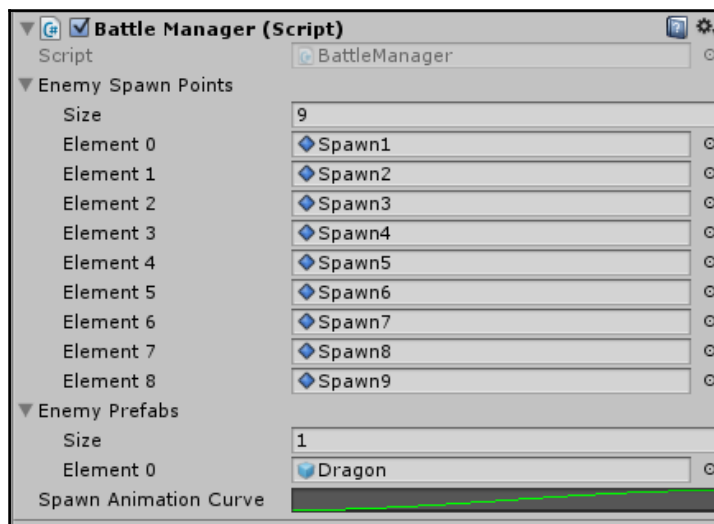 Battle Manager (Script)
Script BattleManager
Enemy Spawn Points
Size 9
Element 0 Spawn1
Element 1 Spawn2
Element 2 Spawn3
Element 3 Spawn4
Element 4 Spawn5
Element 5 Spawn6
Element 6 Spawn7
Element 7 Spawn8
Element 8 Spawn9
Enemy Prefabs
Size 1
Element 0 Dragon
Spawn Animation Curve